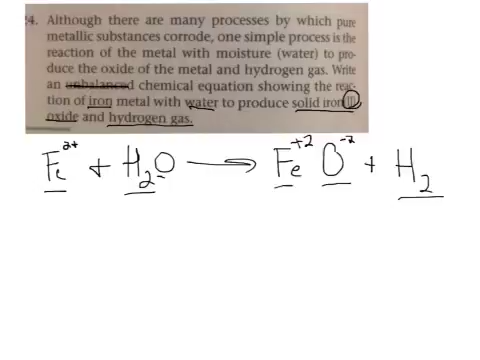 24. Although there are many processes by which pure
metallic substances corrode, one simple process is the
reaction of the metal with moisture (water) to pro-
duce the oxide of the metal and hydrogen gas. Write
an unbalanced chemical equation showing the reac-
tion of iron metal with water to produce solid iron(II)
oxide and hydrogen gas.
Fe²⁺ + H₂O → Fe⁺²O⁻² + H₂